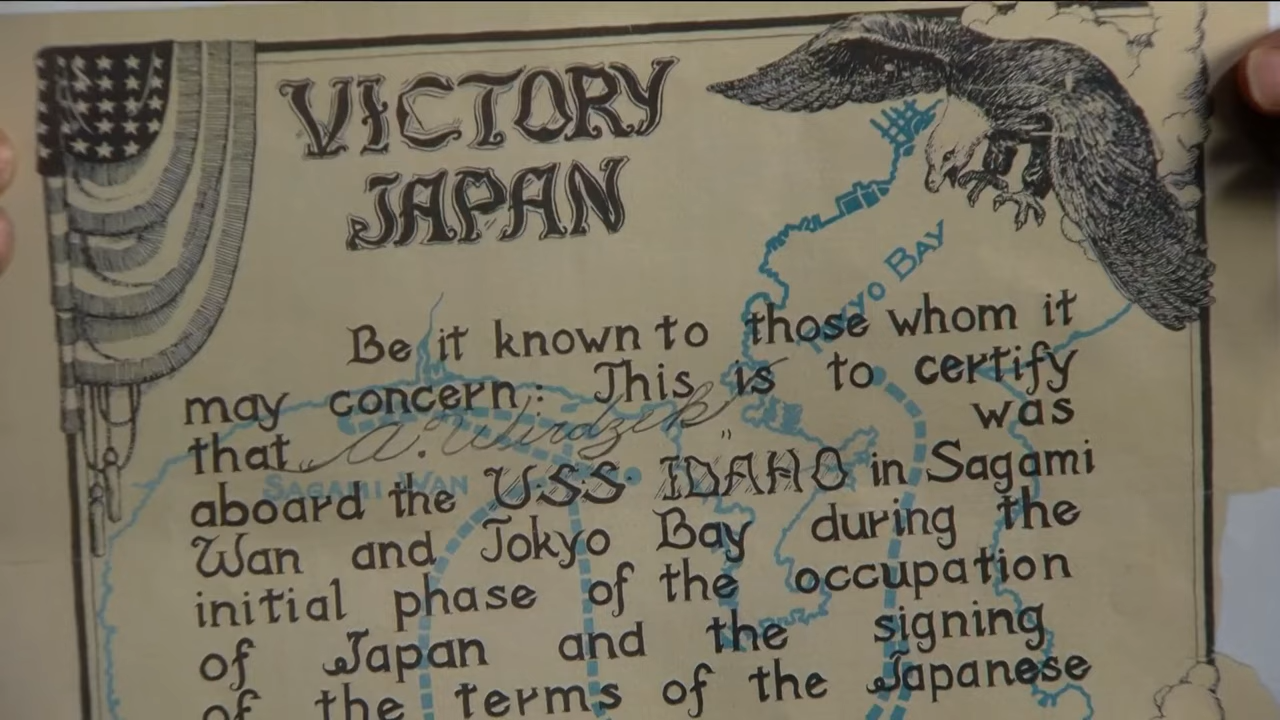 VICTORY
JAPAN
TOKYO BAY
Be it known to those whom it
may concern: This is to certify
that A. Wirdzek was
SAGAMI WAN
aboard the U.S.S. "IDAHO in Sagami
Wan and Tokyo Bay during the
initial phase of the occupation
of Japan and the signing
of the terms of the Japanese